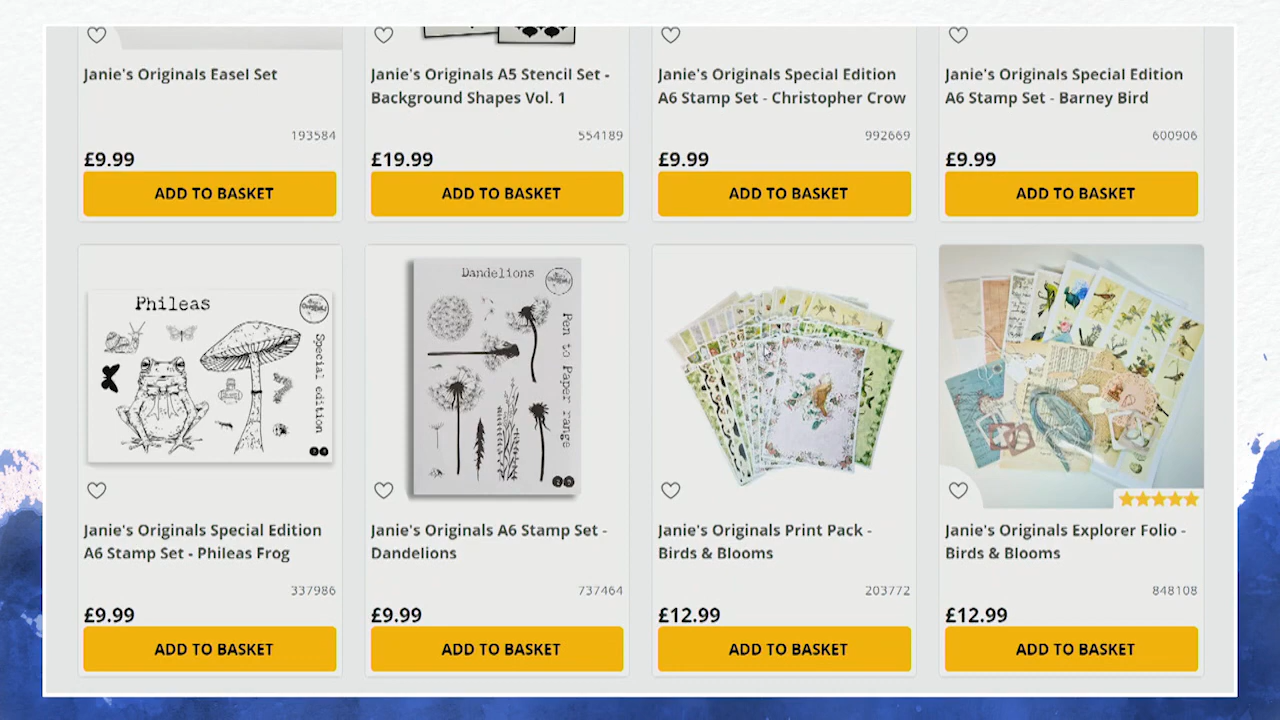 Janie's Originals Easel Set
193584
£9.99
ADD TO BASKET
Janie's Originals A5 Stencil Set -
Background Shapes Vol. 1
554189
£19.99
ADD TO BASKET
Janie's Originals Special Edition
A6 Stamp Set - Christopher Crow
992669
£9.99
ADD TO BASKET
Janie's Originals Special Edition
A6 Stamp Set - Barney Bird
600906
£9.99
ADD TO BASKET
Phileas
Special edition
Janie's Originals Special Edition
A6 Stamp Set - Phileas Frog
337986
£9.99
ADD TO BASKET
Dandelions
Pen to Paper range
Janie's Originals A6 Stamp Set -
Dandelions
737464
£9.99
ADD TO BASKET
Janie's Originals Print Pack -
Birds & Blooms
203772
£12.99
ADD TO BASKET
Janie's Originals Explorer Folio -
Birds & Blooms
848108
£12.99
ADD TO BASKET